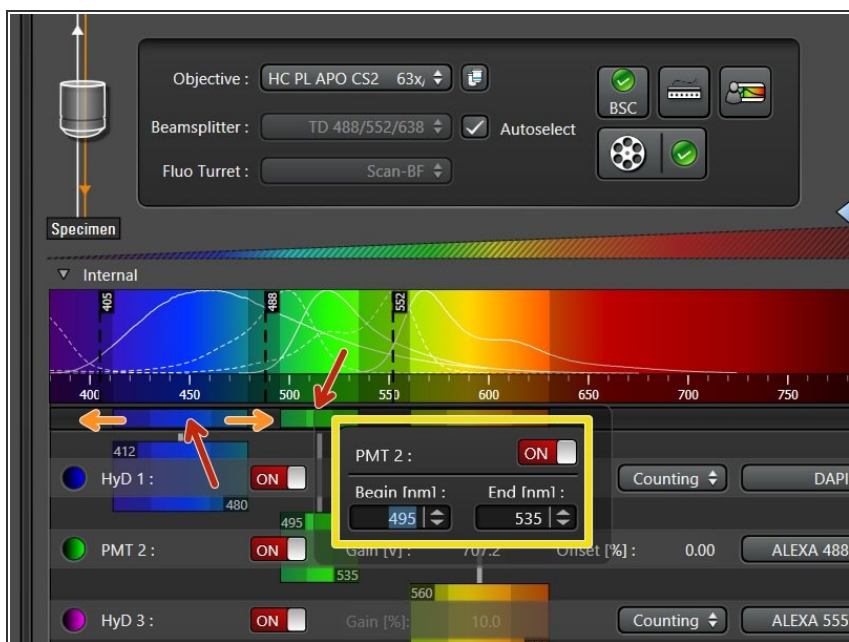 Objective : HC PL APO CS2 63x/
BSC
Beamsplitter : TD 488/552/638 Autoselect
Fluo Turret : Scan-BF
Specimen
Internal
405 488 552
400 450 500 550 600 650 700 750
PMT 2 : ON
Begin [nm] : End [nm] :
495 535
412
HyD 1 : ON Counting DAPI
480
495
PMT 2 : ON Gain [V] : 707.2 Offset [%] : 0.00 ALEXA 488
535
560
HyD 3 : ON Gain [%]: 10.0 Counting ALEXA 555